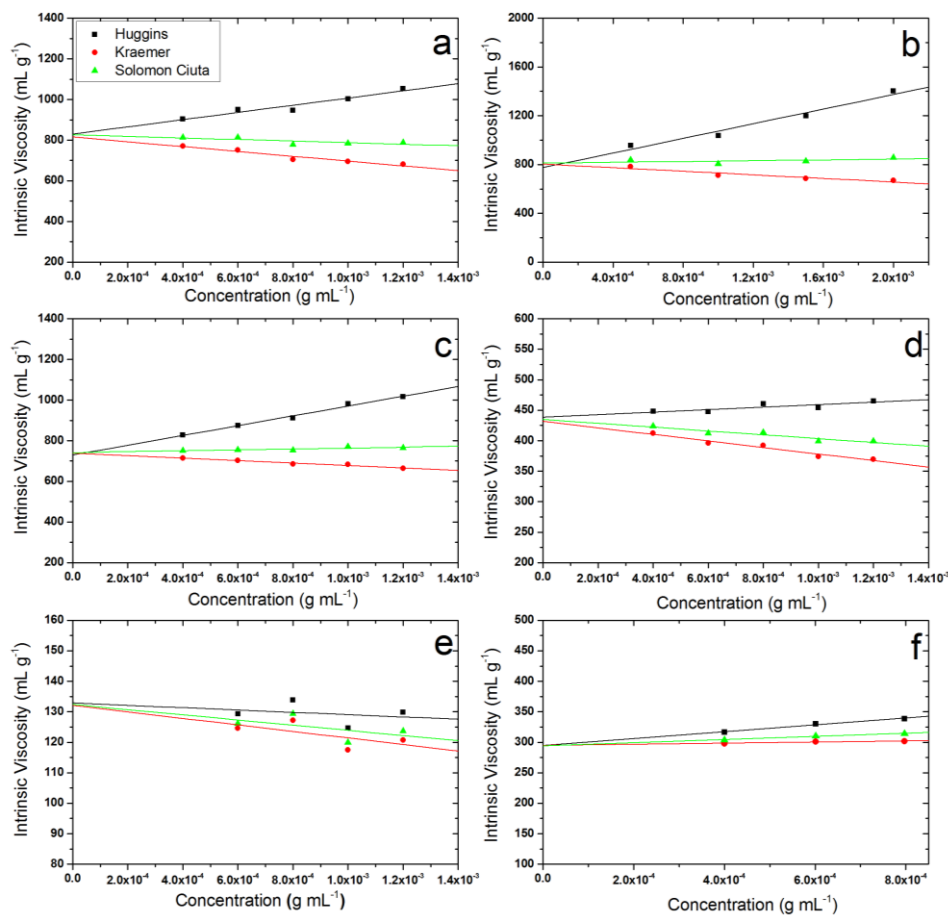 Intrinsic Viscosity (mL g⁻¹)
1400
1200
1000
800
600
400
200
Huggins
Kraemer
Solomon Ciuta
a
0.0 2.0x10⁻⁴ 4.0x10⁻⁴ 6.0x10⁻⁴ 8.0x10⁻⁴ 1.0x10⁻³ 1.2x10⁻³ 1.4x10⁻³
Concentration (g mL⁻¹)
Intrinsic Viscosity (mL g⁻¹)
2000
1600
1200
800
400
0
b
0.0 4.0x10⁻⁴ 8.0x10⁻⁴ 1.2x10⁻³ 1.6x10⁻³ 2.0x10⁻³
Concentration (g mL⁻¹)
Intrinsic Viscosity (mL g⁻¹)
1400
1200
1000
800
600
400
200
c
0.0 2.0x10⁻⁴ 4.0x10⁻⁴ 6.0x10⁻⁴ 8.0x10⁻⁴ 1.0x10⁻³ 1.2x10⁻³ 1.4x10⁻³
Concentration (g mL⁻¹)
Intrinsic Viscosity (mL g⁻¹)
600
550
500
450
400
350
300
250
200
d
0.0 2.0x10⁻⁴ 4.0x10⁻⁴ 6.0x10⁻⁴ 8.0x10⁻⁴ 1.0x10⁻³ 1.2x10⁻³ 1.4x10⁻³
Concentration (g mL⁻¹)
Intrinsic Viscosity (mL g⁻¹)
160
150
140
130
120
110
100
90
80
e
0.0 2.0x10⁻⁴ 4.0x10⁻⁴ 6.0x10⁻⁴ 8.0x10⁻⁴ 1.0x10⁻³ 1.2x10⁻³ 1.4x10⁻³
Concentration (g mL⁻¹)
Intrinsic Viscosity (mL g⁻¹)
500
450
400
350
300
250
200
150
100
f
0.0 2.0x10⁻⁴ 4.0x10⁻⁴ 6.0x10⁻⁴ 8.0x10⁻⁴
Concentration (g mL⁻¹)